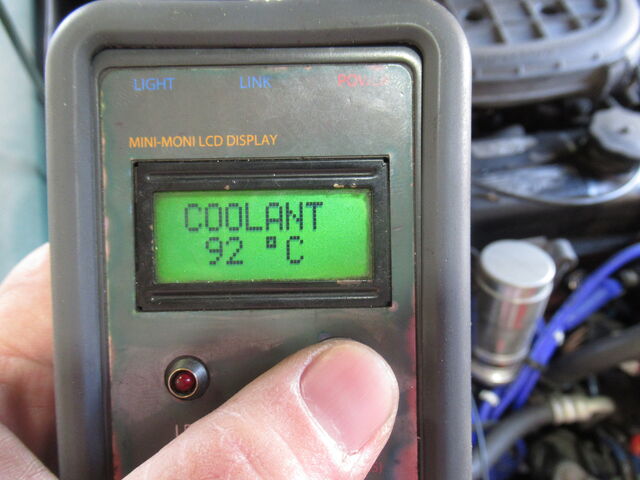 LIGHT LINK
MINI-MONI LCD DISPLAY
COOLANT
92 °C